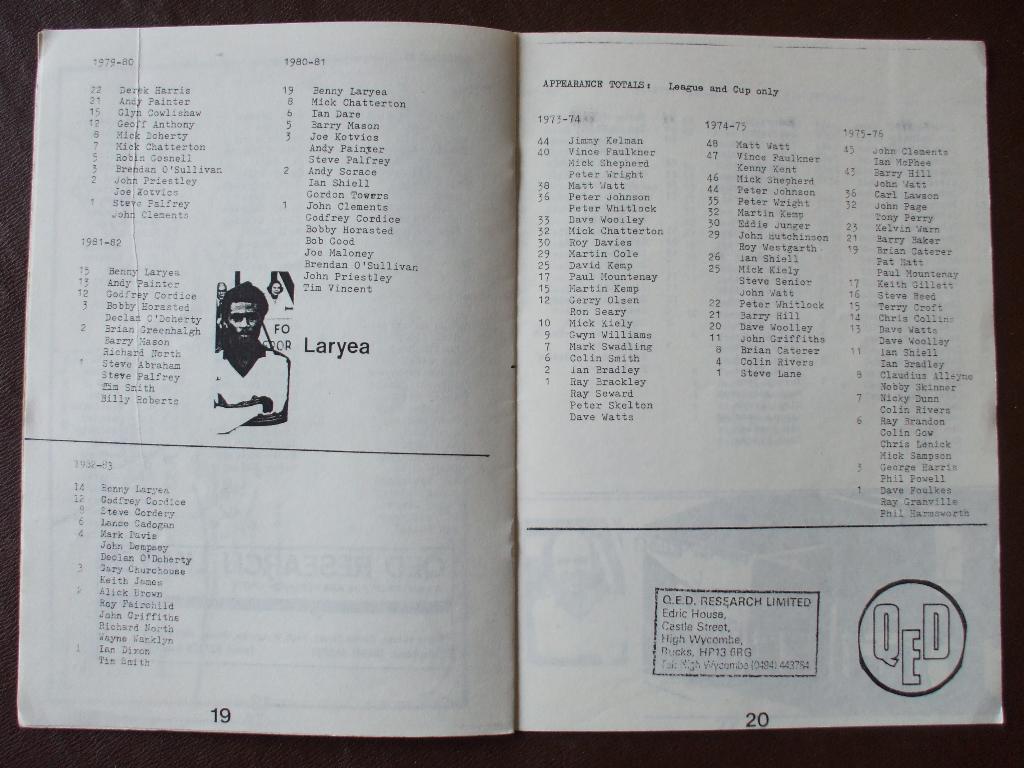 1979-80
22 Derek Harris
21 Andy Painter
15 Glyn Cowlishaw
12 Geoff Anthony
8 Mick Doherty
7 Mick Chatterton
5 Robin Gosnell
3 Brendan O'Sullivan
2 John Priestley
Joe Kotvics
1 Steve Palfrey
John Clements
1981-82
15 Benny Laryea
13 Andy Painter
12 Godfrey Cordice
3 Bobby Horasted
Declan O'Doherty
2 Brian Greenhalgh
Barry Mason
Richard North
1 Steve Abraham
Steve Palfrey
Tim Smith
Billy Roberts
1980-81
19 Benny Laryea
8 Mick Chatterton
6 Ian Dare
5 Barry Mason
3 Joe Kotvics
Andy Painter
Steve Palfrey
2 Andy Sorace
Ian Shiell
Gordon Towers
1 John Clements
Godfrey Cordice
Bobby Horasted
Bob Good
Joe Maloney
Brendan O'Sullivan
John Priestley
Tim Vincent
FO
Laryea
1982-83
14 Benny Laryea
12 Godfrey Cordice
8 Steve Cordery
6 Lance Cadogan
4 Mark Davis
John Dempsey
Declan O'Doherty
3 Gary Churchouse
Keith James
2 Alick Brown
Roy Fairchild
John Griffiths
Richard North
Wayne Wanklyn
1 Ian Dixon
Tim Smith
19
APPEARANCE TOTALS: League and Cup only
1973-74
44 Jimmy Kelman
40 Vince Faulkner
Mick Shepherd
Peter Wright
38 Matt Watt
36 Peter Johnson
Peter Whitlock
33 Dave Woolley
32 Mick Chatterton
30 Roy Davies
29 Martin Cole
25 David Kemp
17 Paul Mountenay
15 Martin Kemp
12 Gerry Olsen
Ron Seary
10 Mick Kiely
9 Gwyn Williams
7 Mark Swadling
6 Colin Smith
2 Ian Bradley
1 Ray Brackley
Ray Seward
Peter Skelton
Dave Watts
1974-75
48 Matt Watt
47 Vince Faulkner
Kenny Kent
46 Mick Shepherd
44 Peter Johnson
35 Peter Wright
32 Martin Kemp
30 Eddie Junger
29 John Hutchinson
Roy Westgarth
26 Ian Shiell
25 Mick Kiely
Steve Senior
John Watt
22 Peter Whitlock
21 Barry Hill
20 Dave Woolley
11 John Griffiths
8 Brian Caterer
4 Colin Rivers
1 Steve Lane
1975-76
45 John Clements
Ian McPhee
43 Barry Hill
John Watt
36 Carl Lawson
32 John Page
Tony Perry
23 Kelvin Warn
21 Barry Baker
19 Brian Caterer
Pat Hatt
Paul Mountenay
17 Keith Gillett
16 Steve Reed
15 Terry Croft
14 Chris Collins
13 Dave Watts
Dave Woolley
11 Ian Shiell
Ian Bradley
8 Claudius Alleyne
Nobby Skinner
7 Nicky Dunn
Colin Rivers
6 Ray Brandon
Colin Gow
Chris Lenick
Mick Sampson
3 George Harris
Phil Powell
1 Dave Foulkes
Ray Granville
Phil Harmsworth
Q.E.D. RESEARCH LIMITED
Edric House,
Castle Street,
High Wycombe,
Bucks, HP13 6RG
Tel: High Wycombe (0494) 443764
QED
20